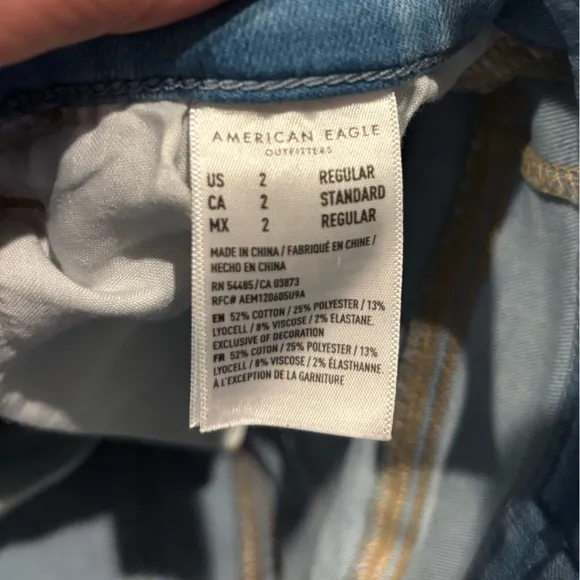 AMERICAN EAGLE
OUTFITTERS
US 2 REGULAR
CA 2 STANDARD
MX 2 REGULAR
MADE IN CHINA / FABRIQUÉ EN CHINE /
HECHO EN CHINA
RN 54485/CA 03873
RFC# AEM120605U9A
EN 52% COTTON / 25% POLYESTER / 13%
LYOCELL / 8% VISCOSE / 2% ELASTANE.
EXCLUSIVE OF DECORATION
FR 52% COTON / 25% POLYESTER / 13%
LYOCELL / 8% VISCOSE / 2% ÉLASTHANNE.
À L'EXCEPTION DE LA GARNITURE